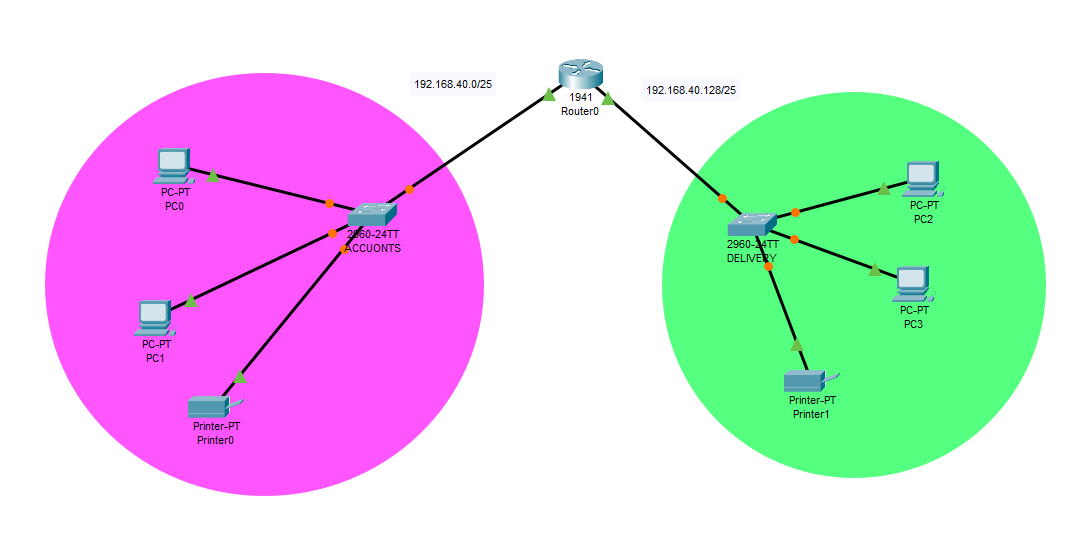 192.168.40.0/25
192.168.40.128/25
1941
Router0
PC-PT
PC0
2960-24TT
ACCUONTS
PC-PT
PC1
Printer-PT
Printer0
PC-PT
PC2
2960-24TT
DELIVERY
PC-PT
PC3
Printer-PT
Printer1